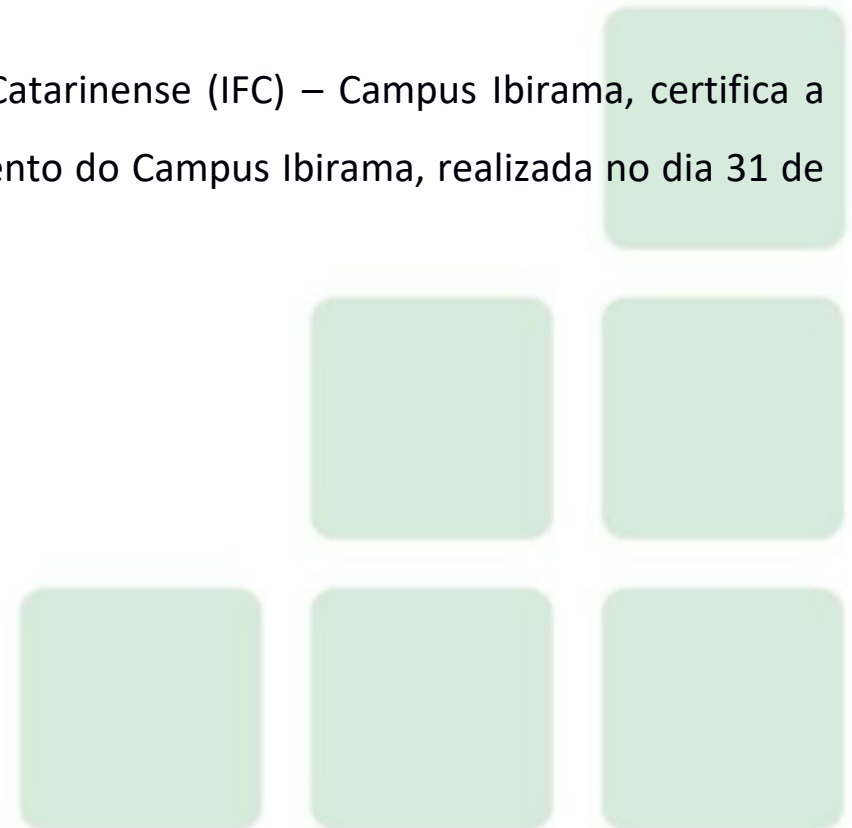 Catarinense (IFC) – Campus Ibirama, certifica a
ento do Campus Ibirama, realizada no dia 31 de